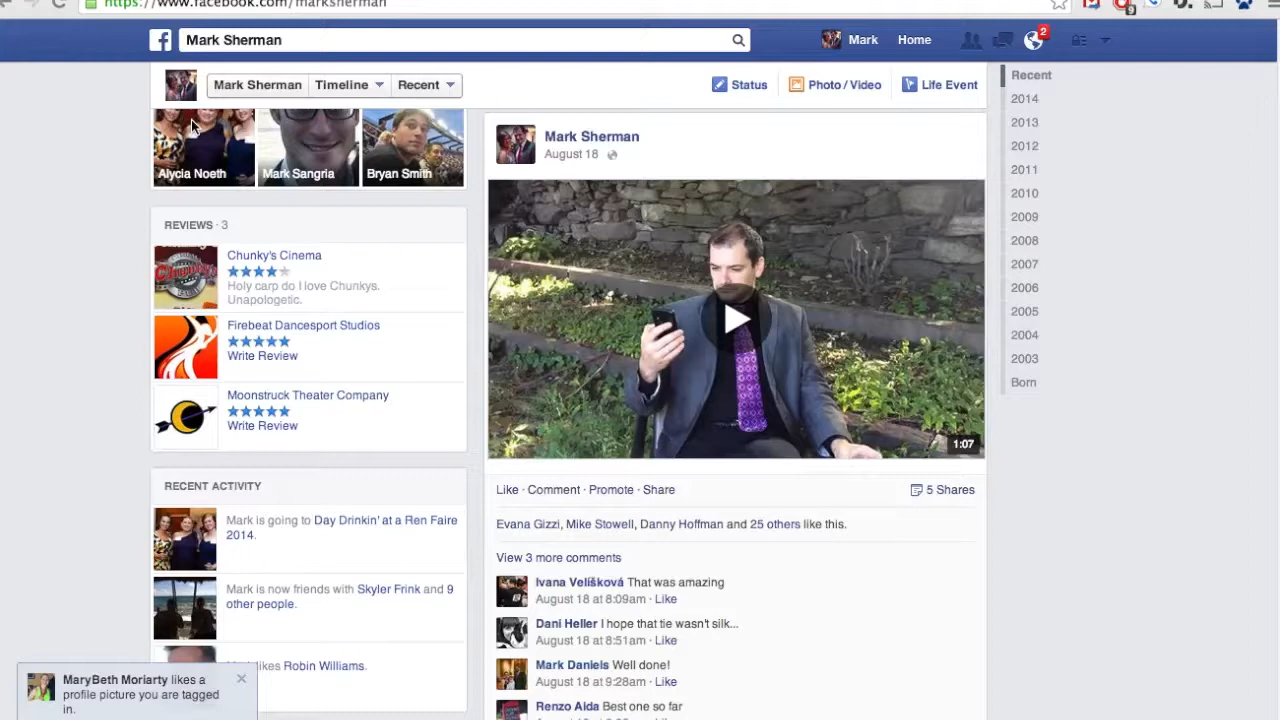 https://www.facebook.com/marksherman
9
Mark Sherman
Mark
Home
2
Mark Sherman
Timeline
Recent
Status
Photo / Video
Life Event
Alycia Noeth
Mark Sangria
Bryan Smith
REVIEWS · 3
Chunky's Cinema
Holy carp do I love Chunkys.
Unapologetic.
Firebeat Dancesport Studios
Write Review
Moonstruck Theater Company
Write Review
RECENT ACTIVITY
Mark is going to Day Drinkin' at a Ren Faire
2014.
Mark is now friends with Skyler Frink and 9
other people.
likes Robin Williams.
MaryBeth Moriarty likes a
profile picture you are tagged
in.
Mark Sherman
August 18
1:07
Like · Comment · Promote · Share
5 Shares
Evana Gizzi, Mike Stowell, Danny Hoffman and 25 others like this.
View 3 more comments
Ivana Velíšková That was amazing
August 18 at 8:09am · Like
Dani Heller I hope that tie wasn't silk...
August 18 at 8:51am · Like
Mark Daniels Well done!
August 18 at 9:28am · Like
Renzo Aida Best one so far
Recent
2014
2013
2012
2011
2010
2009
2008
2007
2006
2005
2004
2003
Born